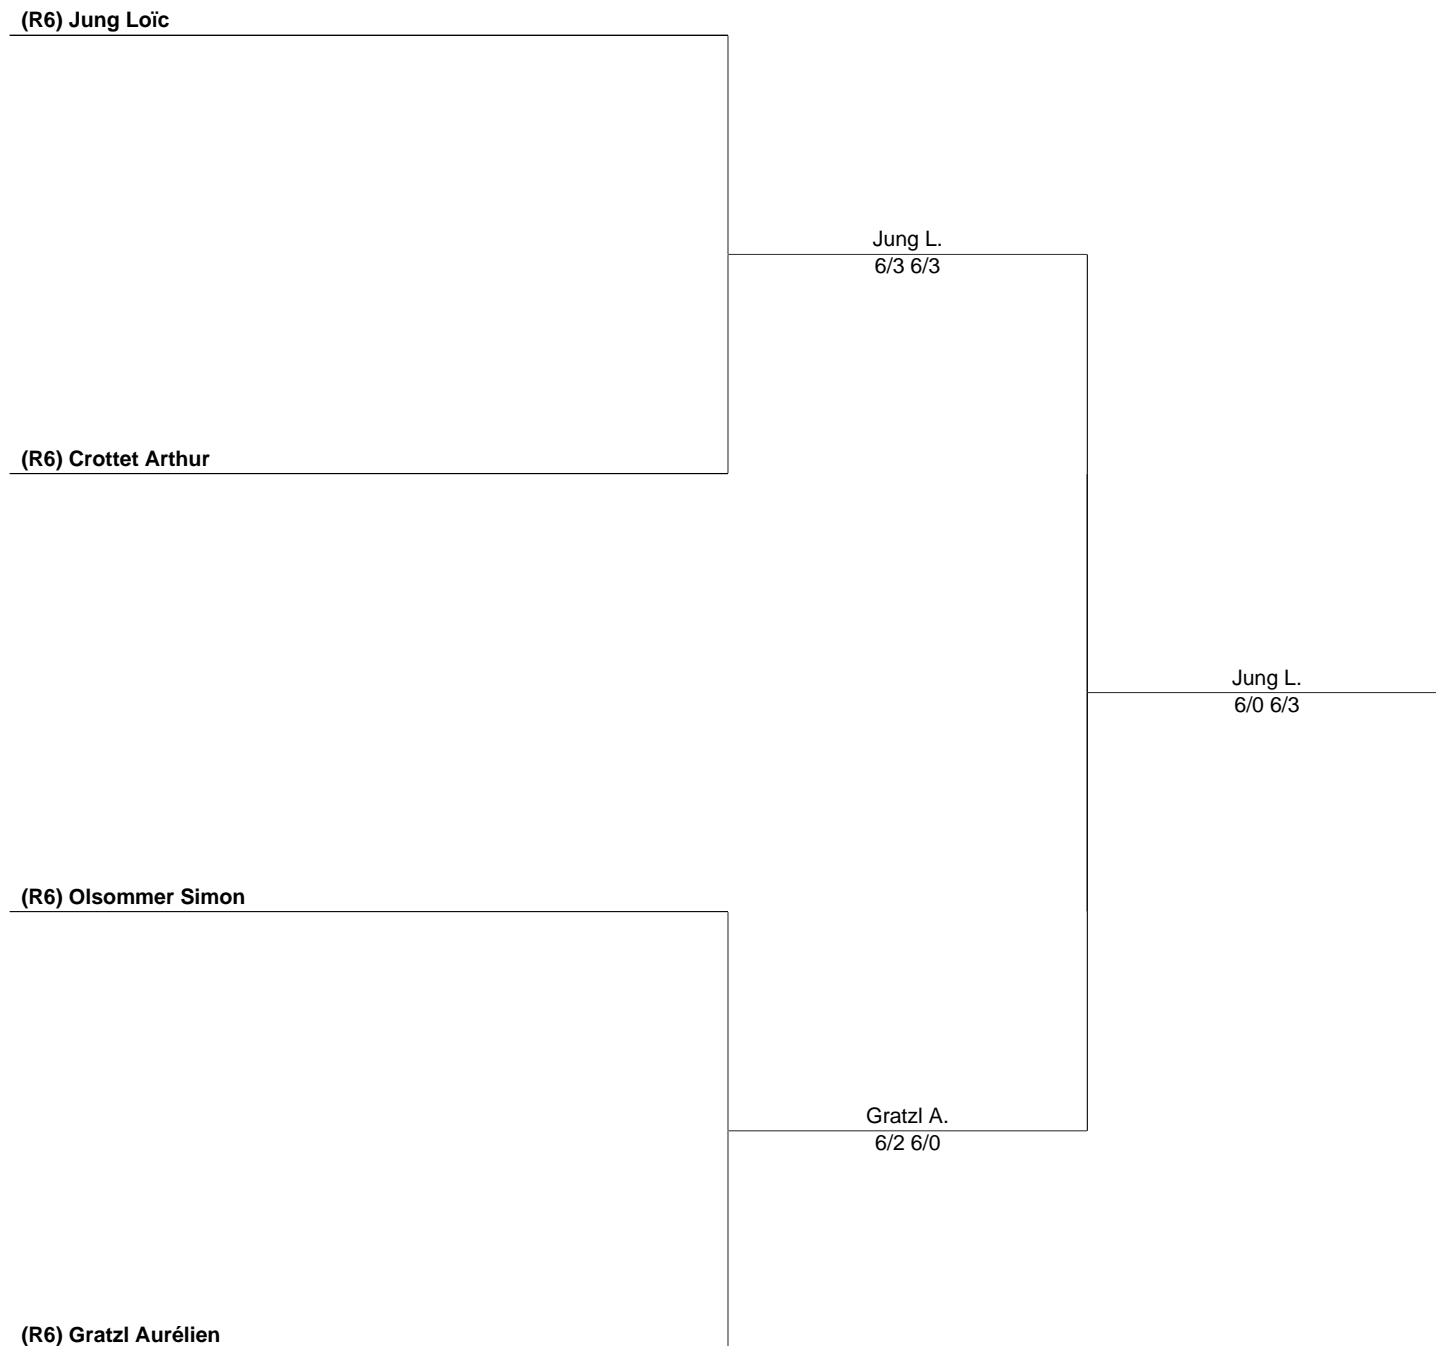 (R6) Jung Loïc
Jung L.
6/3 6/3
(R6) Crottet Arthur
Jung L.
6/0 6/3
(R6) Olsommer Simon
Gratzl A.
6/2 6/0
(R6) Gratzl Aurélien